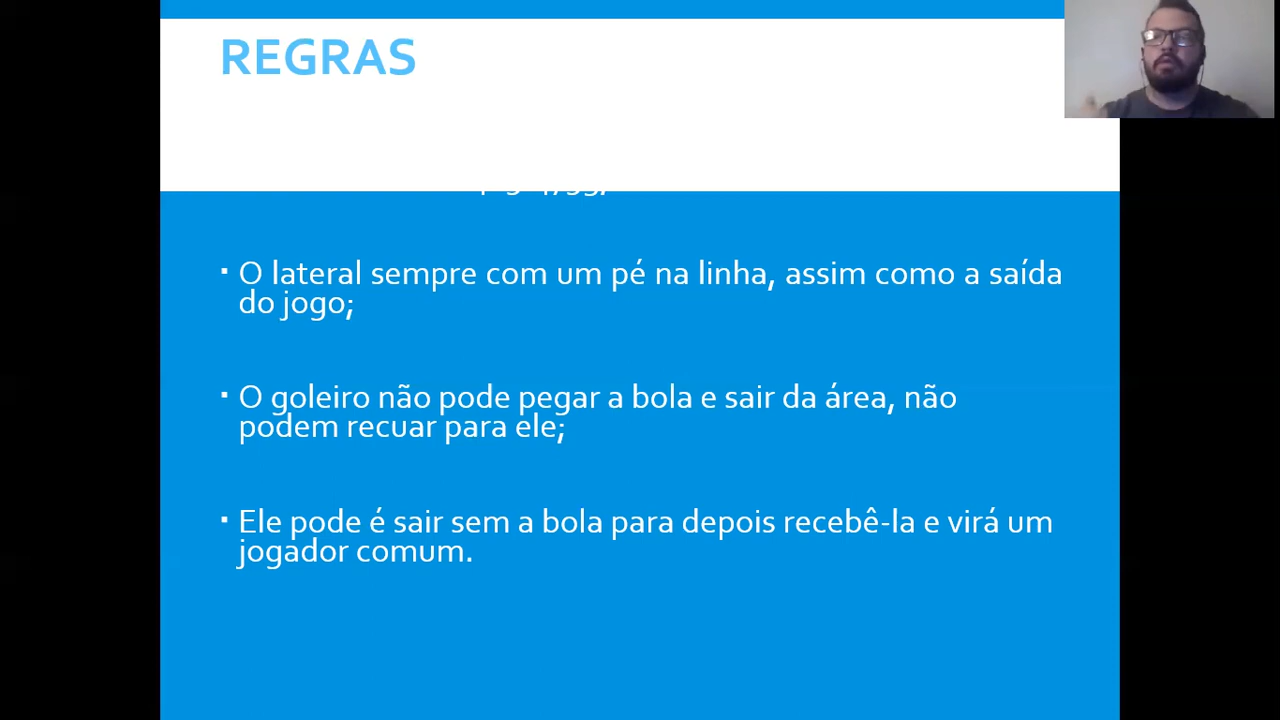 REGRAS
▪ O lateral sempre com um pé na linha, assim como a saída
do jogo;
▪ O goleiro não pode pegar a bola e sair da área, não
podem recuar para ele;
▪ Ele pode é sair sem a bola para depois recebê-la e virá um
jogador comum.